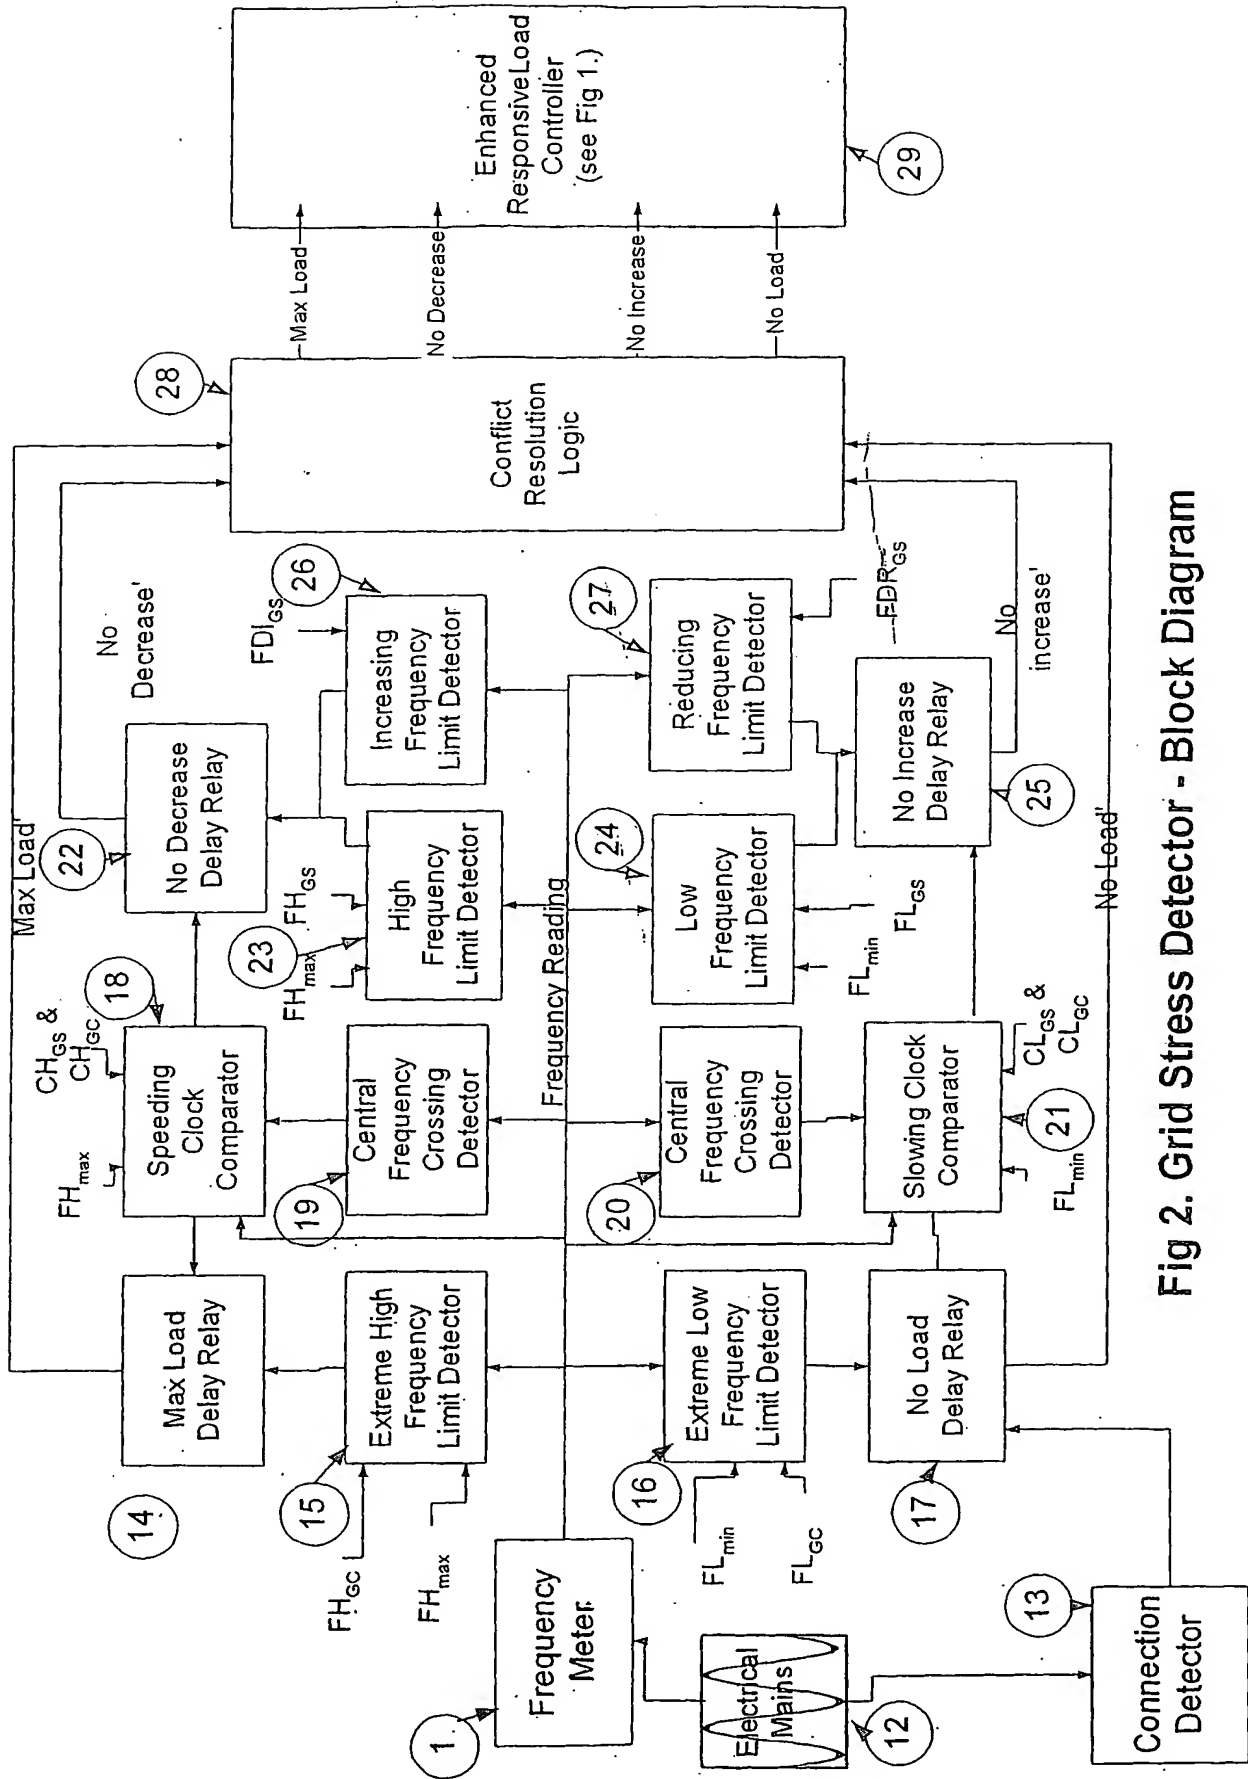 Max Load'
No
Decrease'
22
No Decrease
Delay Relay
CH_GS &
CH_GC
18
FH_max
Speeding
Clock
Comparator
Max Load
Delay Relay
14
FDI_GS
26
Increasing
Frequency
Limit Detector
FH_GS
23
FH_max
High
Frequency
Limit Detector
19
Central
Frequency
Crossing
Detector
15
Extreme High
Frequency
Limit Detector
FH_GC
FH_max
1
Frequency
Meter
Frequency Reading
27
Reducing
Frequency
Limit Detector
FDR_GS
24
Low
Frequency
Limit Detector
FL_min
FL_GS
20
Central
Frequency
Crossing
Detector
16
Extreme Low
Frequency
Limit Detector
FL_min
FL_GC
Electrical
Mains
12
No Increase
Delay Relay
25
No
increase'
Slowing Clock
Comparator
21
CL_GS &
CL_GC
FL_min
No Load
Delay Relay
17
No Load'
13
Connection
Detector
28
Conflict
Resolution
Logic
Max Load
No Decrease
No Increase
No Load
Enhanced
Responsive Load
Controller
(see Fig 1.)
29
Fig 2. Grid Stress Detector - Block Diagram